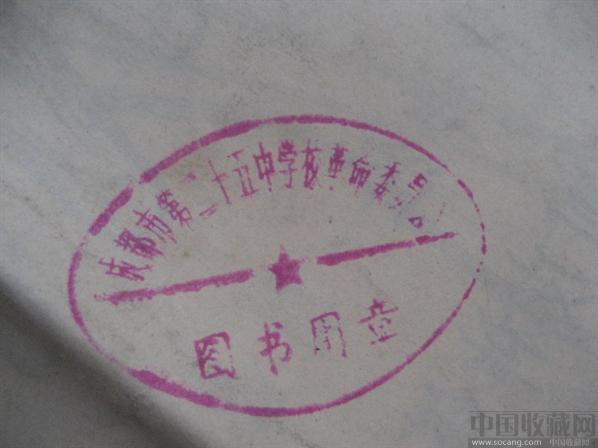 成都市第二十五中学校革命委员会
图书用章
中国收藏网
www.socang.com 中国收藏网